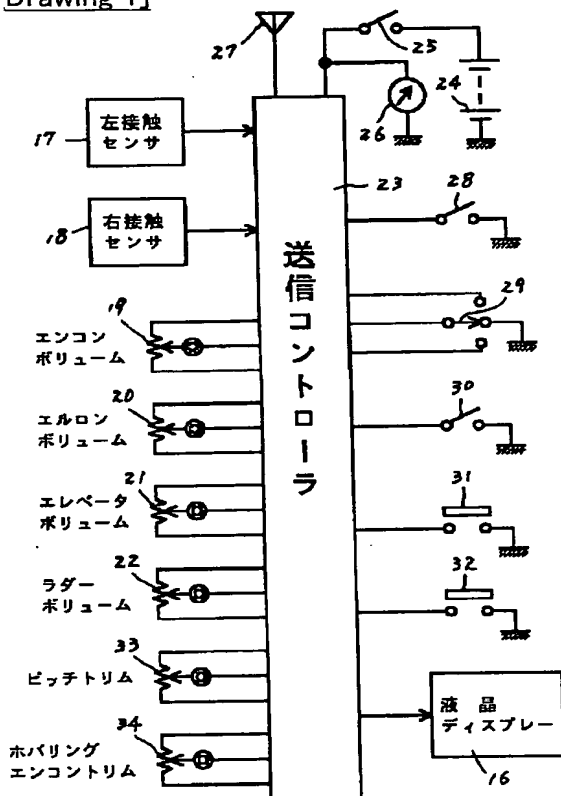 Drawing 1]
27
25
24
26
左接触
センサ
17
23
28
右接触
センサ
18
送信コントローラ
29
19
エンコン
ボリューム
20
エルロン
ボリューム
30
21
エレベータ
ボリューム
31
22
ラダー
ボリューム
32
33
ピッチトリム
34
ホバリング
エンコントリム
液晶
ディスプレー
16